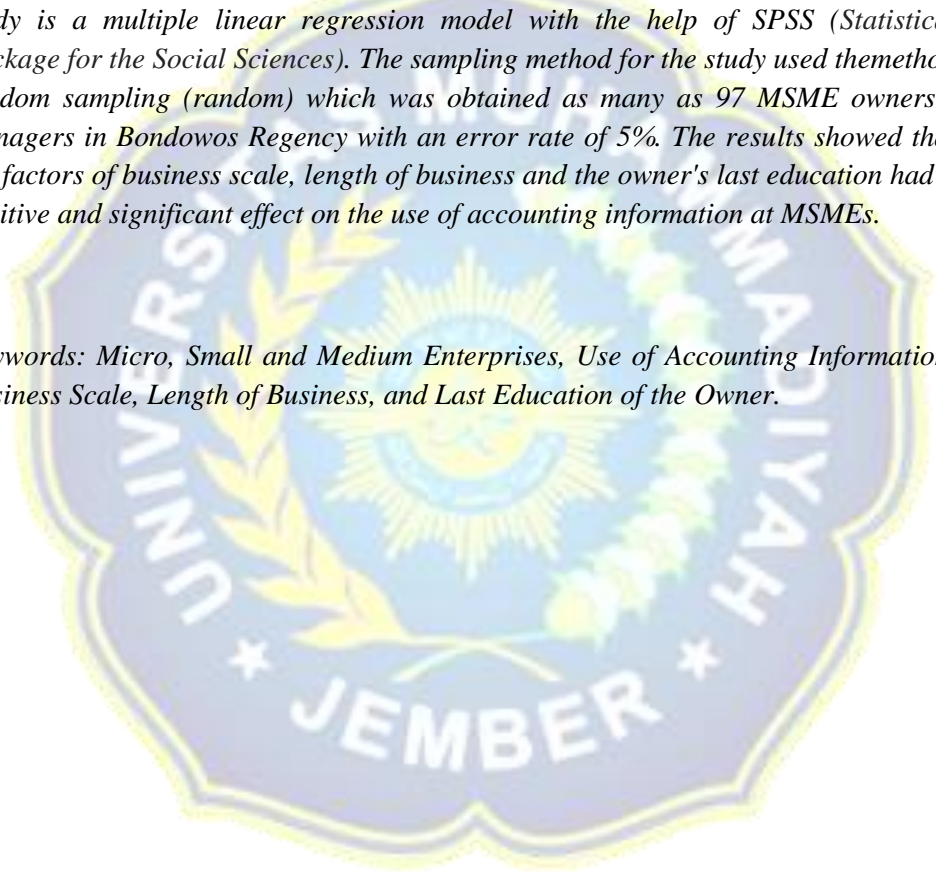 dy is a multiple linear regression model with the help of SPSS (Statistica
ckage for the Social Sciences). The sampling method for the study used themetho
dom sampling (random) which was obtained as many as 97 MSME owners
nagers in Bondowos Regency with an error rate of 5%. The results showed tha
factors of business scale, length of business and the owner's last education had
itive and significant effect on the use of accounting information at MSMEs.
ywords: Micro, Small and Medium Enterprises, Use of Accounting Information
siness Scale, Length of Business, and Last Education of the Owner.
UNIVERSITAS MUHAMMADIYAH
JEMBER